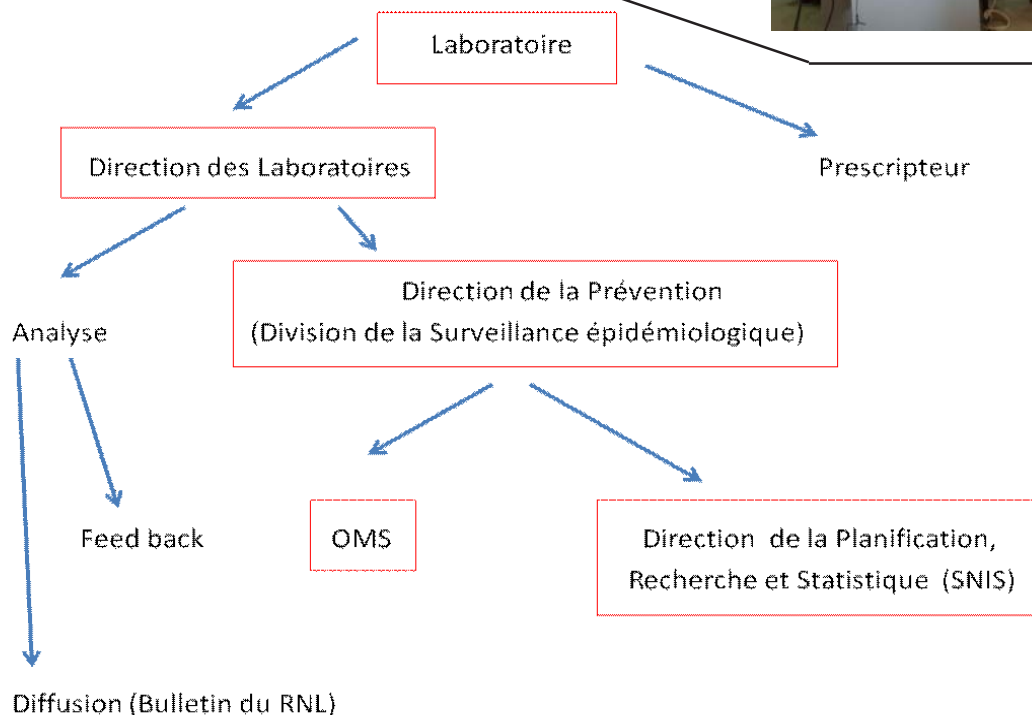 Laboratoire
Direction des Laboratoires
Prescripteur
Direction de la Prévention
(Division de la Surveillance épidémiologique)
Analyse
Feed back
OMS
Direction de la Planification,
Recherche et Statistique (SNIS)
Diffusion (Bulletin du RNL)